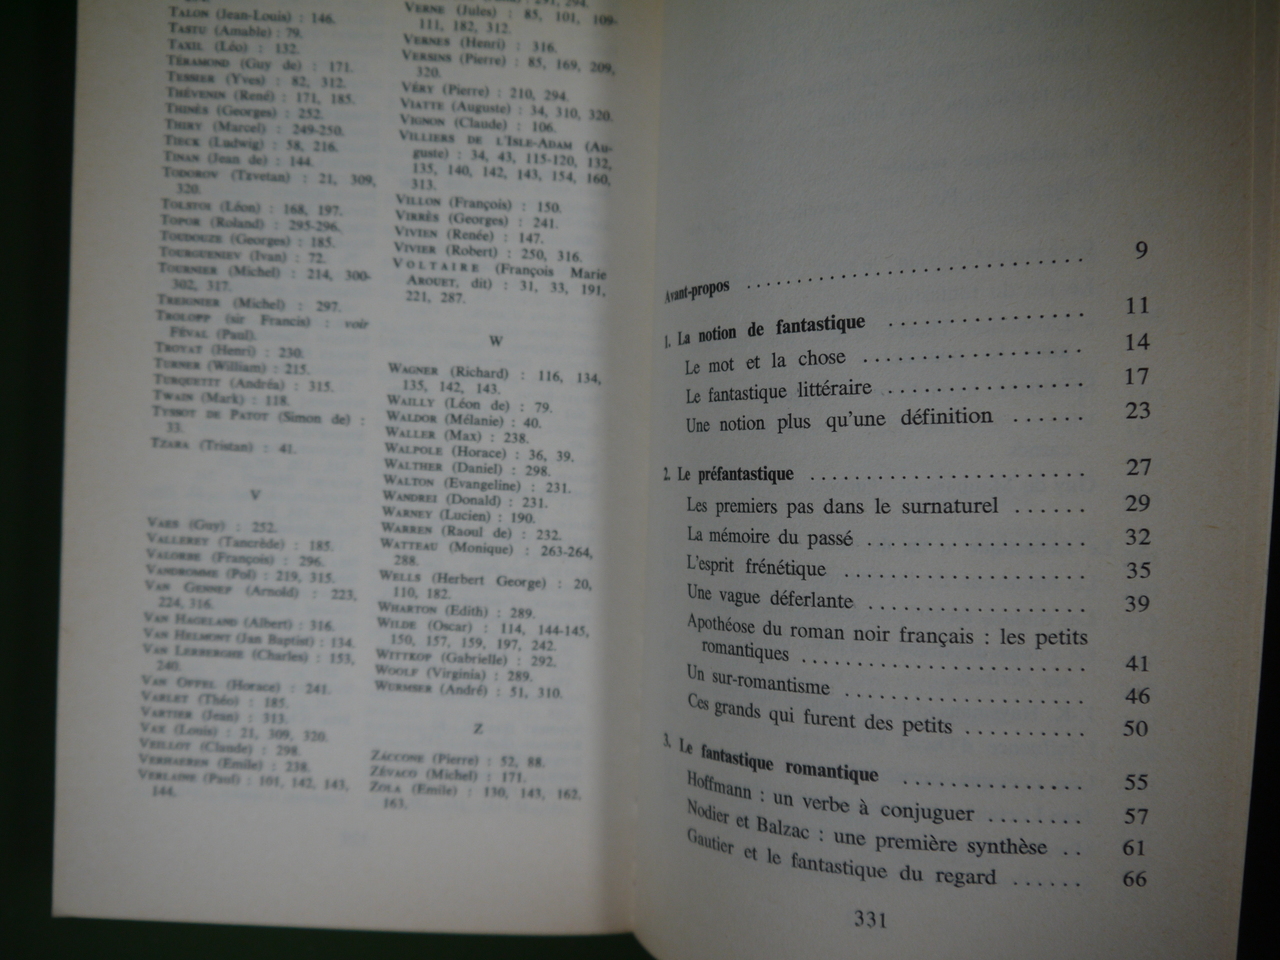 TALON (Jean-Louis) : 146.
TASTU (Amable) : 79.
TAXIL (Léo) : 132.
TÉRAMOND (Guy de) : 171.
TESSIER (Yves) : 82, 312.
THÉVENIN (René) : 171, 185.
THINÈS (Georges) : 252.
THIRY (Marcel) : 249-250.
TIECK (Ludwig) : 58, 216.
TINAN (Jean de) : 144.
TODOROV (Tzvetan) : 21, 309,
320.
TOLSTOI (Léon) : 168, 197.
TOPOR (Roland) : 295-296.
TOUDOUZE (Georges) : 185.
TOURGUENIEV (Ivan) : 72.
TOURNIER (Michel) : 214, 300-
302, 317.
TREIGNIER (Michel) : 297.
TROLOPP (sir Francis) : voir
FÉVAL (Paul).
TROYAT (Henri) : 230.
TURNER (William) : 215.
TURQUETIT (Andréa) : 315.
TWAIN (Mark) : 118.
TYSSOT DE PATOT (Simon de) :
33.
TZARA (Tristan) : 41.
V
VAES (Guy) : 252.
VALLERET (Tancrède) : 185.
VALORBE (François) : 296.
VANDROMME (Pol) : 219, 315.
VAN GENNEP (Arnold) : 223,
224, 316.
VAN HAGELAND (Albert) : 316.
VAN HELMONT (Jan Baptist) : 134.
VAN LERBERGHE (Charles) : 153,
240.
VAN OFFEL (Horace) : 241.
VARLET (Théo) : 185.
VARTIER (Jean) : 313.
VAX (Louis) : 21, 309, 320.
VEILLOT (Claude) : 298.
VERHAEREN (Emile) : 238.
VERLAINE (Paul) : 101, 142, 143,
144.
VERNE (Jules) : 85, 101, 109-
111, 182, 312.
VERNES (Henri) : 316.
VERSINS (Pierre) : 85, 169, 209,
320.
VÉRY (Pierre) : 210, 294.
VIATTE (Auguste) : 34, 310, 320.
VIGNON (Claude) : 106.
VILLIERS DE L'ISLE-ADAM (Au-
guste) : 34, 43, 115-120, 132,
135, 140, 142, 143, 154, 160,
313.
VILLON (François) : 150.
VIRRÈS (Georges) : 241.
VIVIEN (Renée) : 147.
VIVIER (Robert) : 250, 316.
VOLTAIRE (François Marie
AROUET, dit) : 31, 33, 191,
221, 287.
W
WAGNER (Richard) : 116, 134,
135, 142, 143.
WAILLY (Léon de) : 79.
WALDOR (Mélanie) : 40.
WALLER (Max) : 238.
WALPOLE (Horace) : 36, 39.
WALTHER (Daniel) : 298.
WALTON (Evangeline) : 231.
WANDREI (Donald) : 231.
WARNEY (Lucien) : 190.
WARREN (Raoul de) : 232.
WATTEAU (Monique) : 263-264,
288.
WELLS (Herbert George) : 20,
110, 182.
WHARTON (Edith) : 289.
WILDE (Oscar) : 114, 144-145,
150, 157, 159, 197, 242.
WITTKOP (Gabrielle) : 292.
WOOLF (Virginia) : 289.
WURMSER (André) : 51, 310.
Z
ZACCONE (Pierre) : 52, 88.
ZÉVACO (Michel) : 171.
ZOLA (Emile) : 130, 143, 162,
163.
Avant-propos .......................... 9
1. La notion de fantastique ................ 11
Le mot et la chose .................. 14
Le fantastique littéraire ................ 17
Une notion plus qu'une définition ...... 23
2. Le préfantastique ...................... 27
Les premiers pas dans le surnaturel ...... 29
La mémoire du passé .................. 32
L'esprit frénétique .................... 35
Une vague déferlante .................. 39
Apothéose du roman noir français : les petits
romantiques ........................ 41
Un sur-romantisme .................... 46
Ces grands qui furent des petits .......... 50
3. Le fantastique romantique .............. 55
Hoffmann : un verbe à conjuguer ........ 57
Nodier et Balzac : une première synthèse .. 61
Gautier et le fantastique du regard ...... 66
331